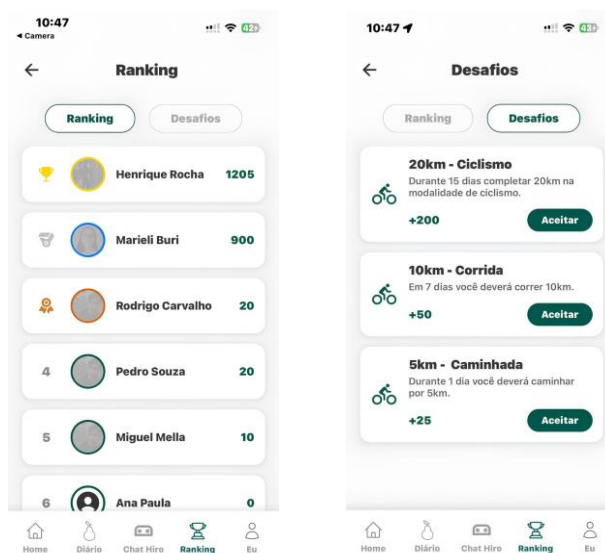 10:47
◄ Camera
42
Ranking
Ranking
Desafios
Henrique Rocha 1205
Marieli Buri 900
Rodrigo Carvalho 20
4 Pedro Souza 20
5 Miguel Mella 10
6 Ana Paula 0
Home Diário Chat Hiro Ranking Eu
10:47
42
Desafios
Ranking
Desafios
20km - Ciclismo
Durante 15 dias completar 20km na
modalidade de ciclismo.
+200 Aceitar
10km - Corrida
Em 7 dias você deverá correr 10km.
+50 Aceitar
5km - Caminhada
Durante 1 dia você deverá caminhar
por 5km.
+25 Aceitar
Home Diário Chat Hiro Ranking Eu